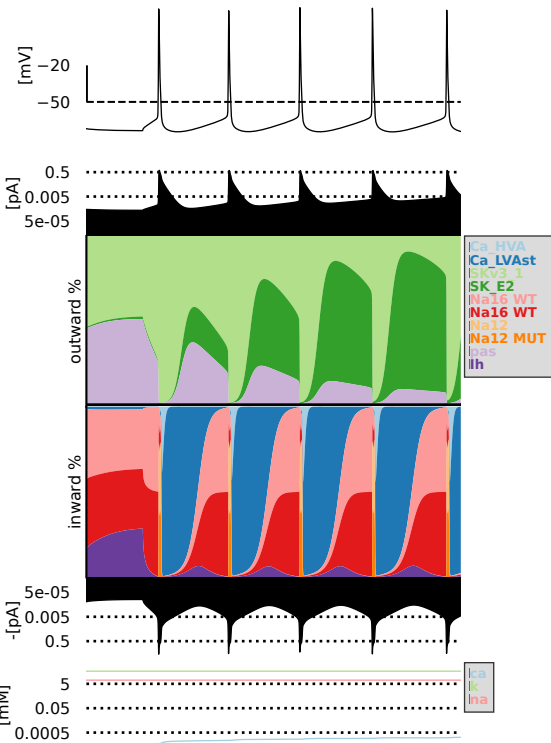 [mV]
−20
−50
[pA]
0.5
0.005
5e-05
outward %
Ca_HVA
Ca_LVAst
SKv3_1
SK_E2
Na16 WT
Na16 WT
Na12
Na12 MUT
pas
Ih
inward %
-[pA]
5e-05
0.005
0.5
[mM]
5
0.05
0.0005
ca
k
na